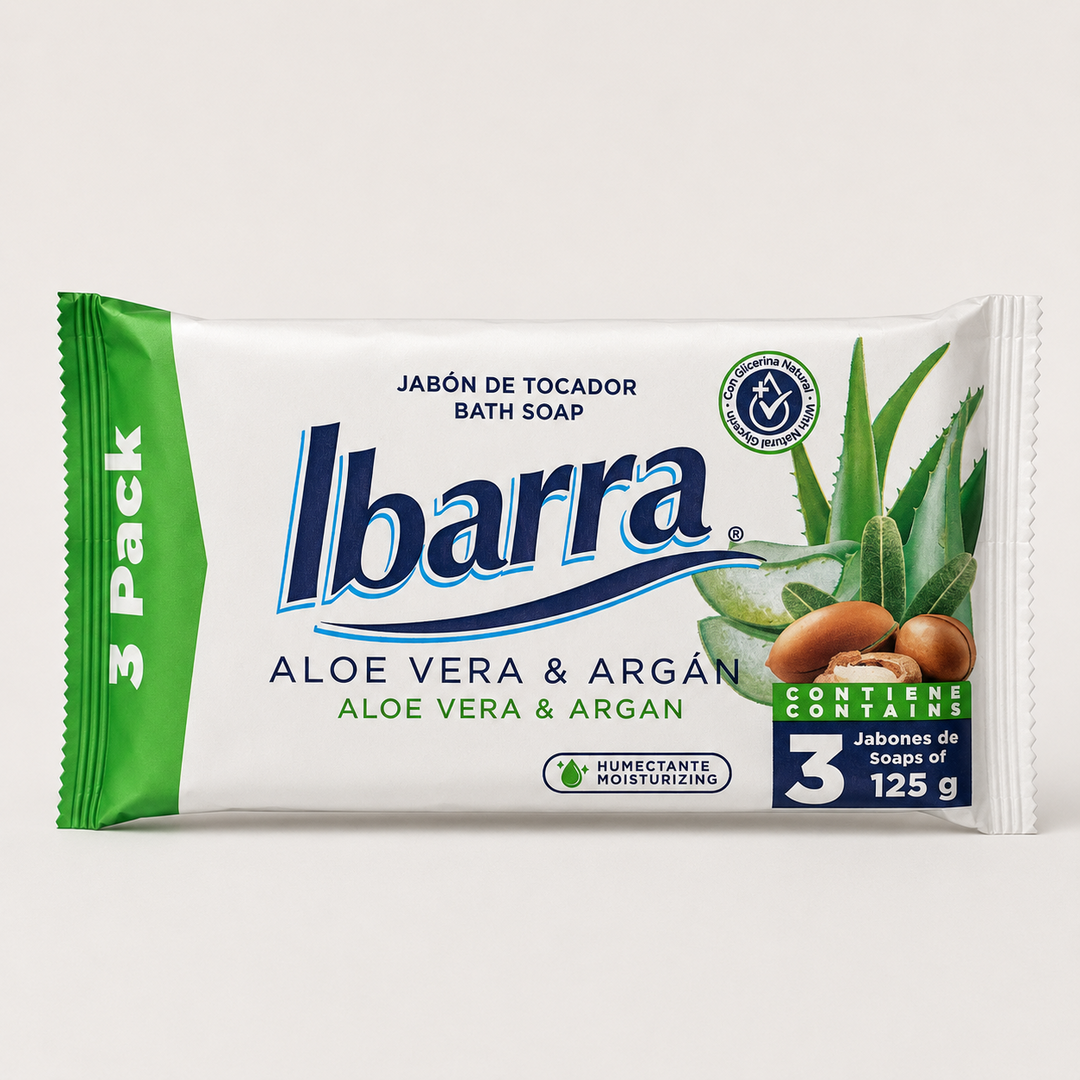 3 Pack
JABÓN DE TOCADOR
BATH SOAP
Ibarra®
ALOE VERA & ARGÁN
ALOE VERA & ARGAN
HUMECTANTE
MOISTURIZING
Con Glicerina Natural •
With Natural Glycerin •
CONTIENE
CONTAINS
3
Jabones de
Soaps of
125 g